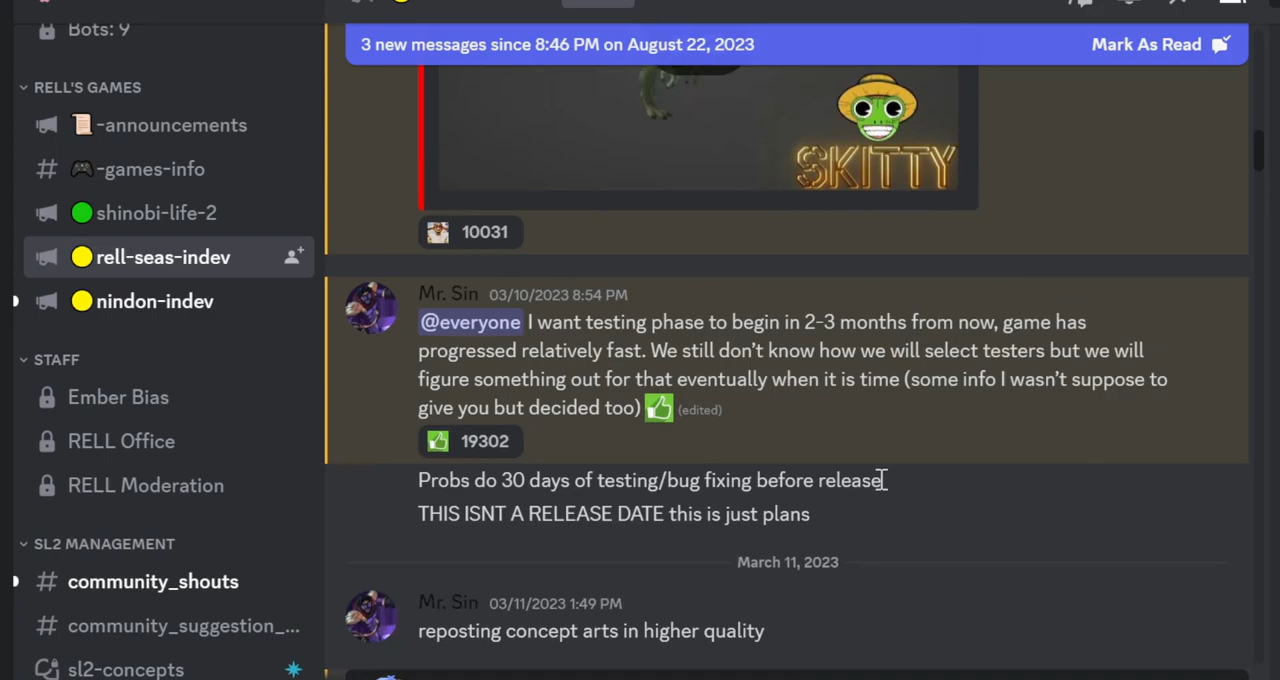 Bots: 9
RELL'S GAMES
-announcements
-games-info
shinobi-life-2
rell-seas-indev
nindon-indev
STAFF
Ember Bias
RELL Office
RELL Moderation
SL2 MANAGEMENT
community_shouts
community_suggestion_...
sl2-concepts
3 new messages since 8:46 PM on August 22, 2023
Mark As Read
SKITTY
10031
Mr. Sin 03/10/2023 8:54 PM
@everyone I want testing phase to begin in 2-3 months from now, game has
progressed relatively fast. We still don't know how we will select testers but we will
figure something out for that eventually when it is time (some info I wasn't suppose to
give you but decided too) (edited)
19302
Probs do 30 days of testing/bug fixing before release
THIS ISNT A RELEASE DATE this is just plans
March 11, 2023
Mr. Sin 03/11/2023 1:49 PM
reposting concept arts in higher quality